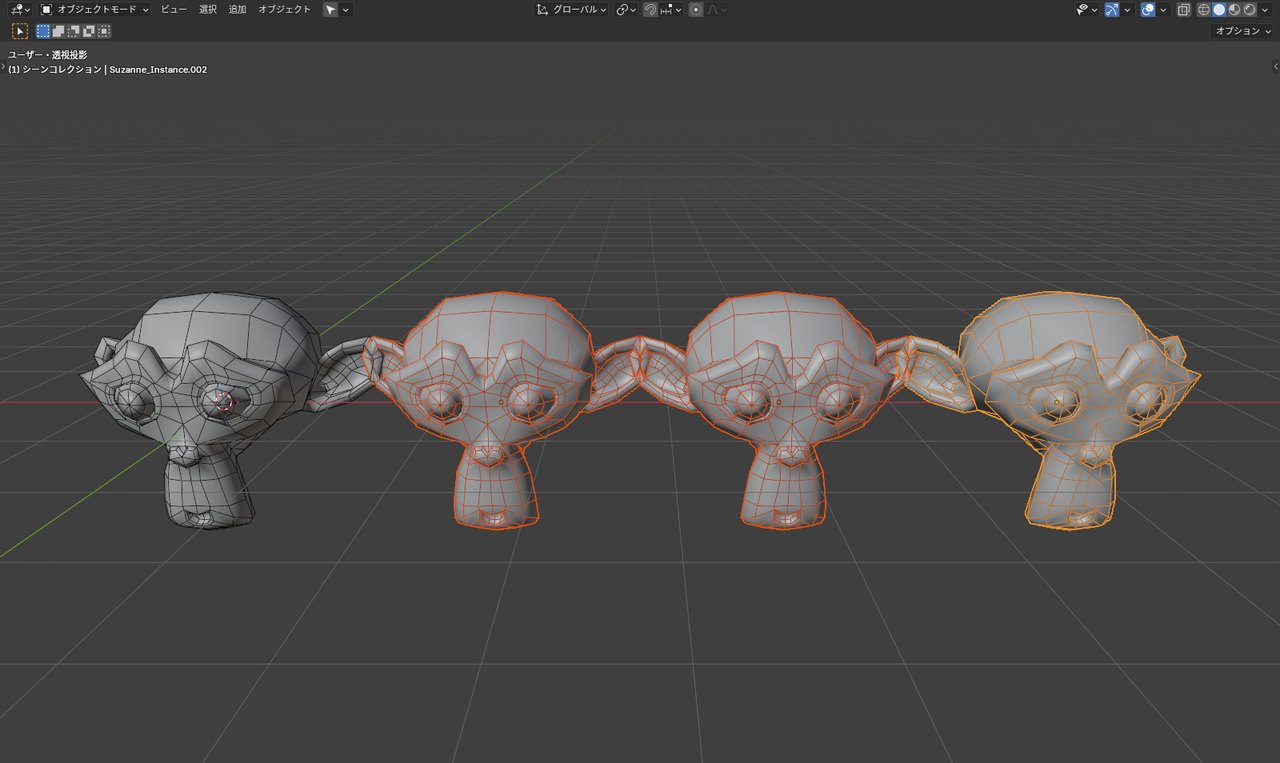 オブジェクトモード ビュー 選択 追加 オブジェクト グローバル
オプション
ユーザー・透視投影
(1) シーンコレクション | Suzanne_Instance.002